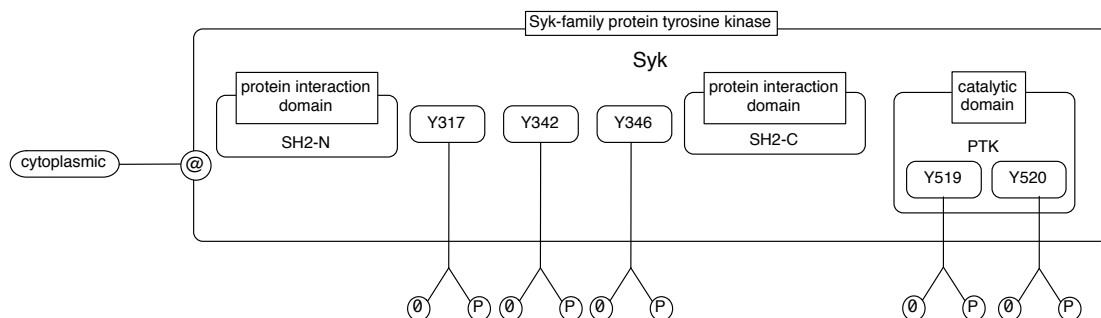 Syk-family protein tyrosine kinase
Syk
protein interaction
domain
SH2-N
Y317
Y342
Y346
protein interaction
domain
SH2-C
catalytic
domain
PTK
Y519
Y520
cytoplasmic
@
0 P 0 P 0 P 0 P 0 P